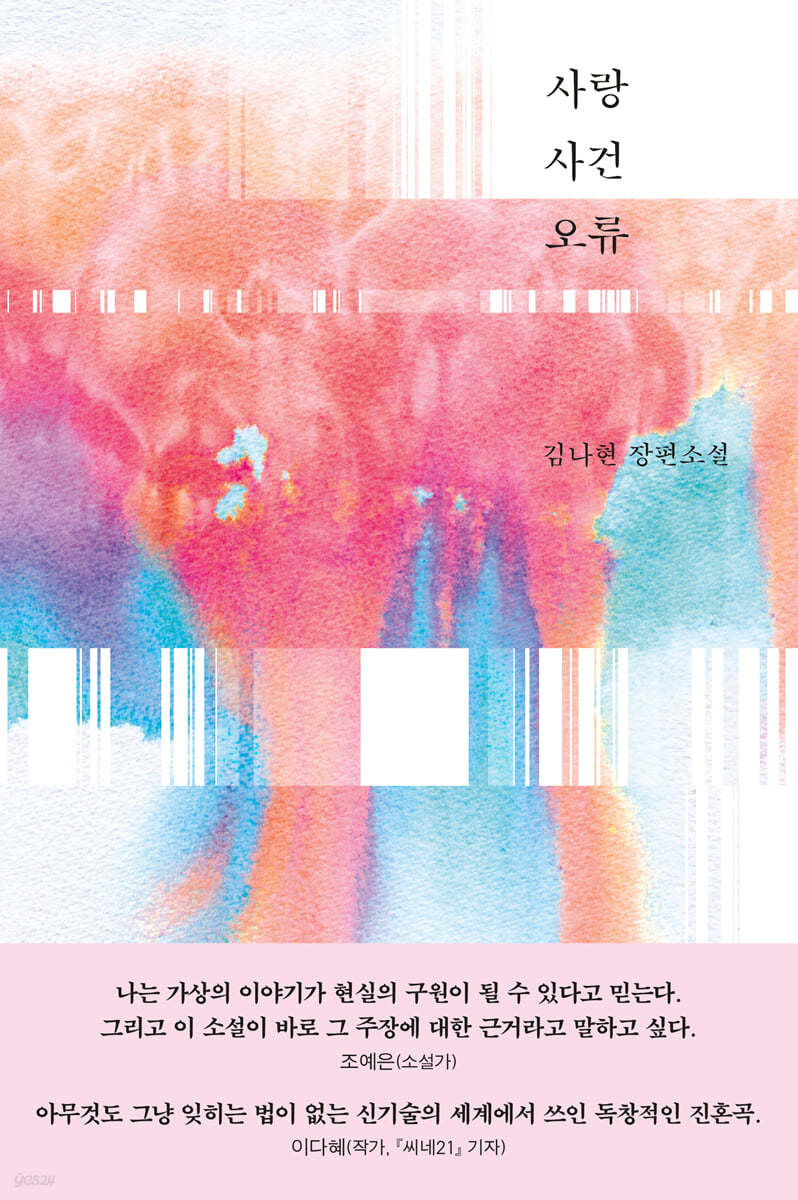 사랑
사건
오류
김나현 장편소설
나는 가상의 이야기가 현실의 구원이 될 수 있다고 믿는다.
그리고 이 소설이 바로 그 주장에 대한 근거라고 말하고 싶다.
조예은(소설가)
아무것도 그냥 잊히는 법이 없는 신기술의 세계에서 쓰인 독창적인 진혼곡.
이다혜(작가, 『씨네21』 기자)
yes24